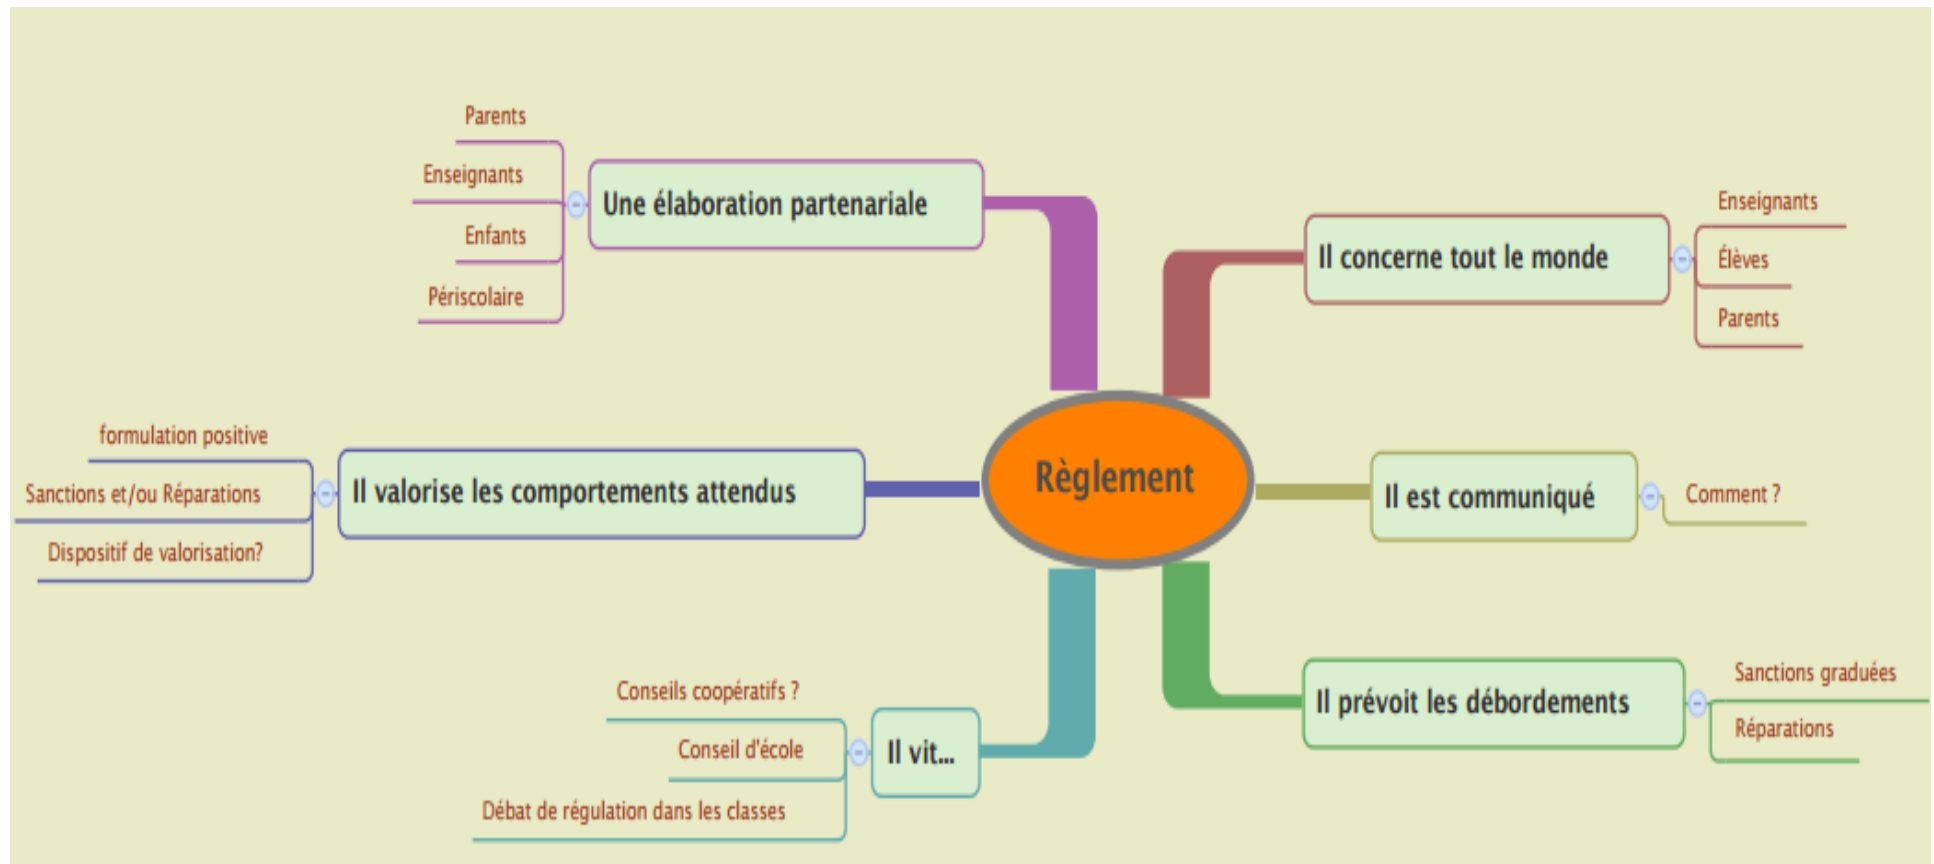 Règlement
Une élaboration partenariale
Parents
Enseignants
Enfants
Périscolaire
Il valorise les comportements attendus
formulation positive
Sanctions et/ou Réparations
Dispositif de valorisation?
Il vit...
Conseils coopératifs ?
Conseil d'école
Débat de régulation dans les classes
Il concerne tout le monde
Enseignants
Élèves
Parents
Il est communiqué
Comment ?
Il prévoit les débordements
Sanctions graduées
Réparations